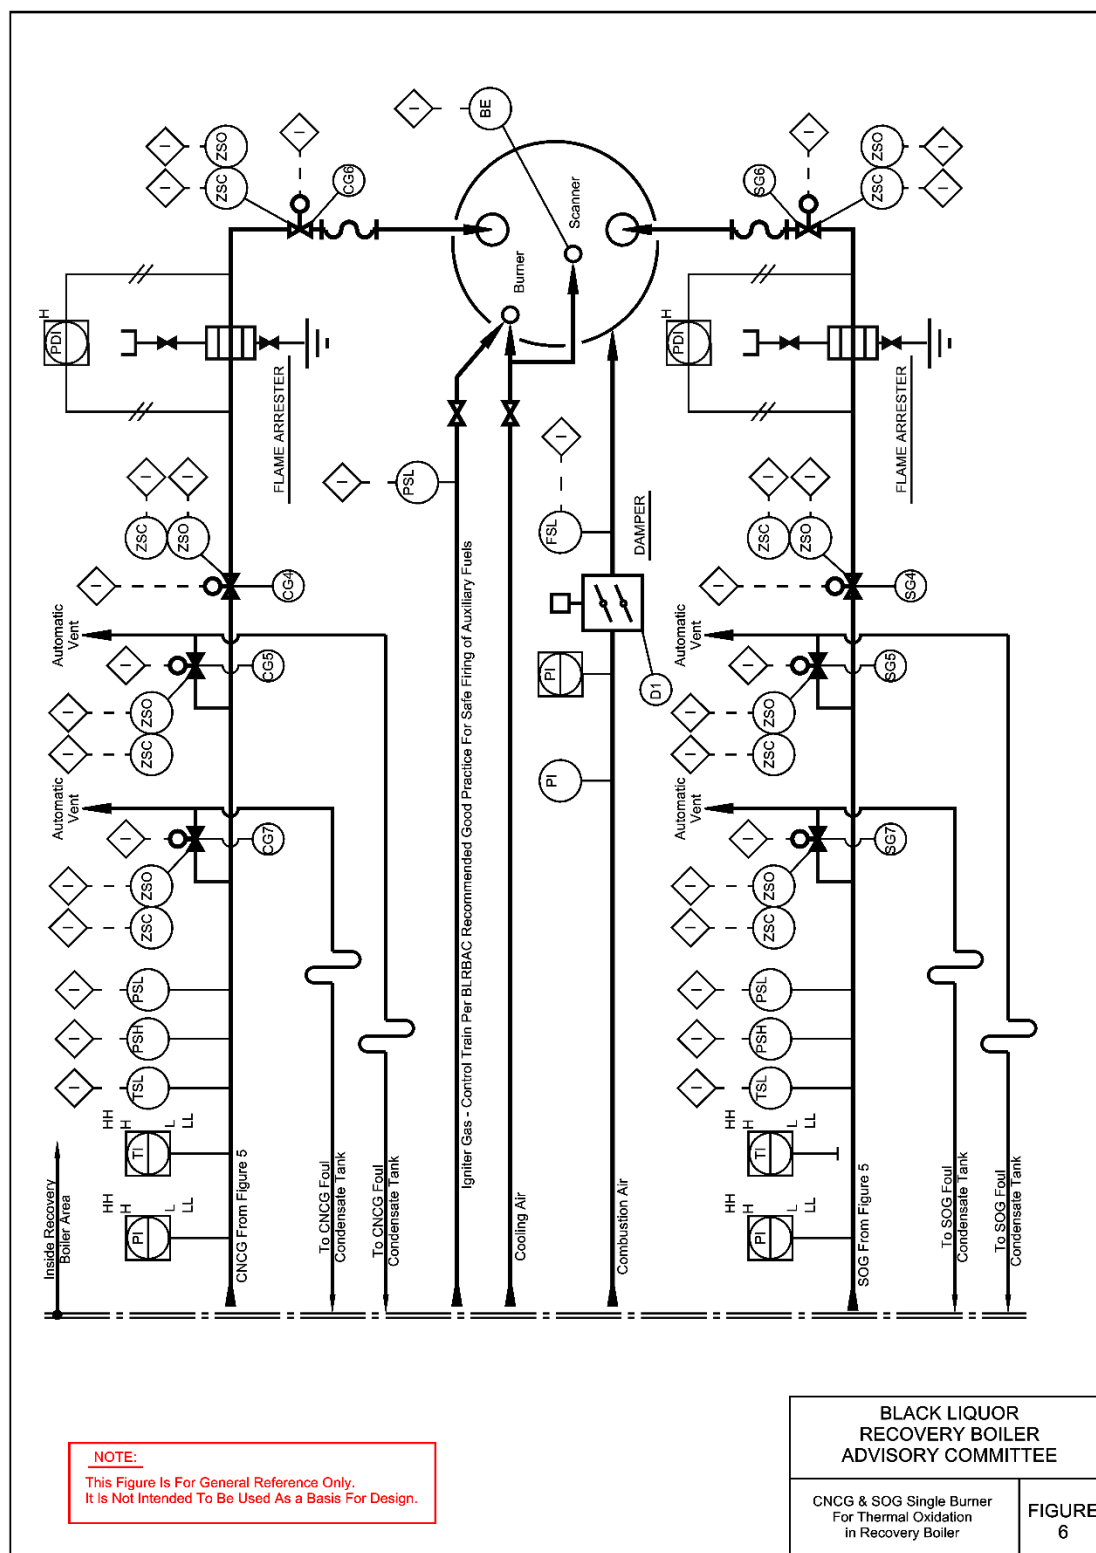 BE
ZSO
ZSC
I
I
I
CG6
I
Scanner
Burner
SG6
I
ZSO
ZSC
I
I
H
PDI
FLAME ARRESTER
H
PDI
FLAME ARRESTER
I
PSL
I
FSL
DAMPER
I
I
ZSC
ZSO
I
CG4
I
I
ZSC
ZSO
I
SG4
Automatic
Vent
I
CG5
I
ZSO
I
ZSC
PI
D1
PI
Automatic
Vent
I
SG5
I
ZSO
I
ZSC
Automatic
Vent
I
CG7
I
ZSO
I
ZSC
Automatic
Vent
I
SG7
I
ZSO
I
ZSC
I
PSL
I
PSH
I
TSL
HH
H
TI
L
LL
HH
H
PI
L
LL
I
PSL
I
PSH
I
TSL
HH
H
TI
L
LL
HH
H
PI
L
LL
Inside Recovery
Boiler Area
CNCG From Figure 5
To CNCG Foul
Condensate Tank
To CNCG Foul
Condensate Tank
Igniter Gas - Control Train Per BLRBAC Recommended Good Practice For Safe Firing of Auxiliary Fuels
Cooling Air
Combustion Air
SOG From Figure 5
To SOG Foul
Condensate Tank
To SOG Foul
Condensate Tank
NOTE:
This Figure Is For General Reference Only.
It Is Not Intended To Be Used As a Basis For Design.
BLACK LIQUOR
RECOVERY BOILER
ADVISORY COMMITTEE
CNCG & SOG Single Burner
For Thermal Oxidation
in Recovery Boiler
FIGURE
6